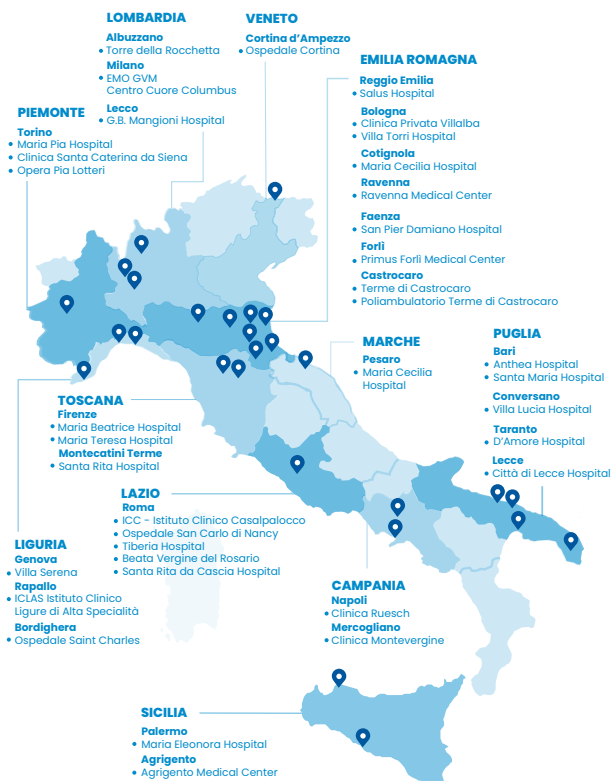 LOMBARDIA
Albuzzano
Torre della Rocchetta
Milano
EMO GVM
Centro Cuore Columbus
Lecco
G.B. Mangioni Hospital
VENETO
Cortina d'Ampezzo
Ospedale Cortina
EMILIA ROMAGNA
Reggio Emilia
Salus Hospital
Bologna
Clinica Privata Villalba
Villa Torri Hospital
Cotignola
Maria Cecilia Hospital
Ravenna
Ravenna Medical Center
Faenza
San Pier Damiano Hospital
Forlì
Primus Forlì Medical Center
Castrocaro
Terme di Castrocaro
Poliambulatorio Terme di Castrocaro
PIEMONTE
Torino
Maria Pia Hospital
Clinica Santa Caterina da Siena
Opera Pia Lotteri
MARCHE
Pesaro
Maria Cecilia
Hospital
PUGLIA
Bari
Anthea Hospital
Santa Maria Hospital
Conversano
Villa Lucia Hospital
Taranto
D'Amore Hospital
Lecce
Città di Lecce Hospital
TOSCANA
Firenze
Maria Beatrice Hospital
Maria Teresa Hospital
Montecatini Terme
Santa Rita Hospital
LAZIO
Roma
ICC - Istituto Clinico Casalpalocco
Ospedale San Carlo di Nancy
Tiberia Hospital
Beata Vergine del Rosario
Santa Rita da Cascia Hospital
LIGURIA
Genova
Villa Serena
Rapallo
ICLAS Istituto Clinico
Ligure di Alta Specialità
Bordighera
Ospedale Saint Charles
CAMPANIA
Napoli
Clinica Ruesch
Mercogliano
Clinica Montevergine
SICILIA
Palermo
Maria Eleonora Hospital
Agrigento
Agrigento Medical Center